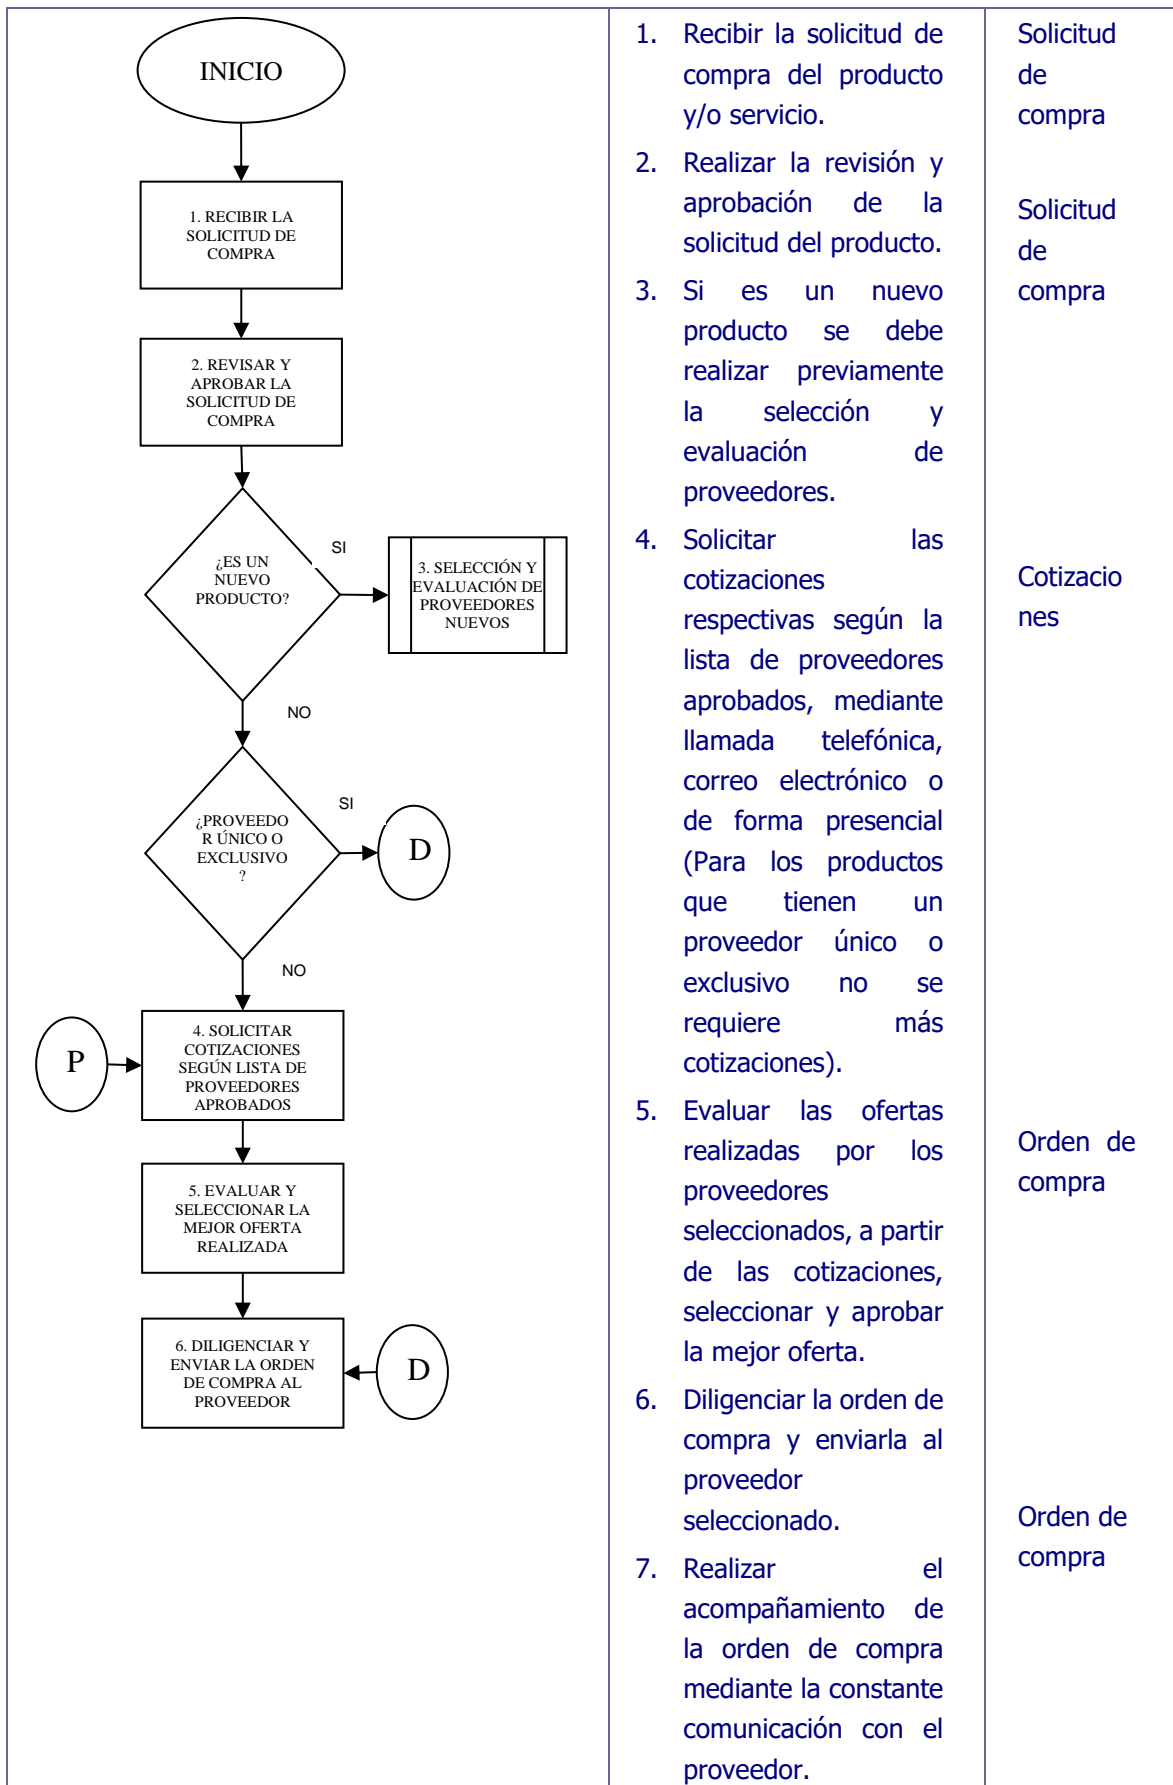 INICIO
1. RECIBIR LA
SOLICITUD DE
COMPRA
2. REVISAR Y
APROBAR LA
SOLICITUD DE
COMPRA
¿ES UN
NUEVO
PRODUCTO?
SI
3. SELECCIÓN Y
EVALUACIÓN DE
PROVEEDORES
NUEVOS
NO
¿PROVEEDO
R ÚNICO O
EXCLUSIVO
?
SI
D
NO
P
4. SOLICITAR
COTIZACIONES
SEGÚN LISTA DE
PROVEEDORES
APROBADOS
5. EVALUAR Y
SELECCIONAR LA
MEJOR OFERTA
REALIZADA
6. DILIGENCIAR Y
ENVIAR LA ORDEN
DE COMPRA AL
PROVEEDOR
D
1. Recibir la solicitud de
compra del producto
y/o servicio.
2. Realizar la revisión y
aprobación de la
solicitud del producto.
3. Si es un nuevo
producto se debe
realizar previamente
la selección y
evaluación de
proveedores.
4. Solicitar las
cotizaciones
respectivas según la
lista de proveedores
aprobados, mediante
llamada telefónica,
correo electrónico o
de forma presencial
(Para los productos
que tienen un
proveedor único o
exclusivo no se
requiere más
cotizaciones).
5. Evaluar las ofertas
realizadas por los
proveedores
seleccionados, a partir
de las cotizaciones,
seleccionar y aprobar
la mejor oferta.
6. Diligenciar la orden de
compra y enviarla al
proveedor
seleccionado.
7. Realizar el
acompañamiento de
la orden de compra
mediante la constante
comunicación con el
proveedor.
Solicitud
de
compra
Solicitud
de
compra
Cotizacio
nes
Orden de
compra
Orden de
compra